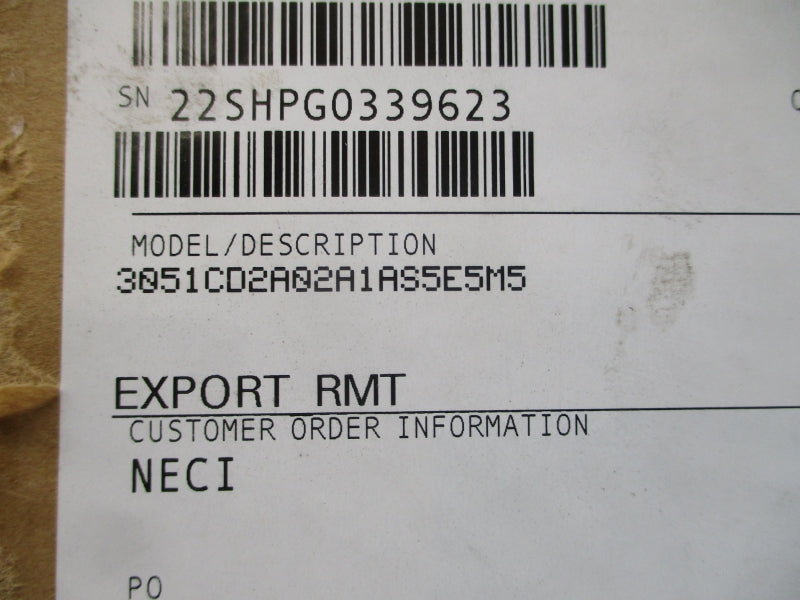 SN 22SHPG0339623
MODEL/DESCRIPTION
3051CD2A02A1AS5E5M5
EXPORT RMT
CUSTOMER ORDER INFORMATION
NECI
PO